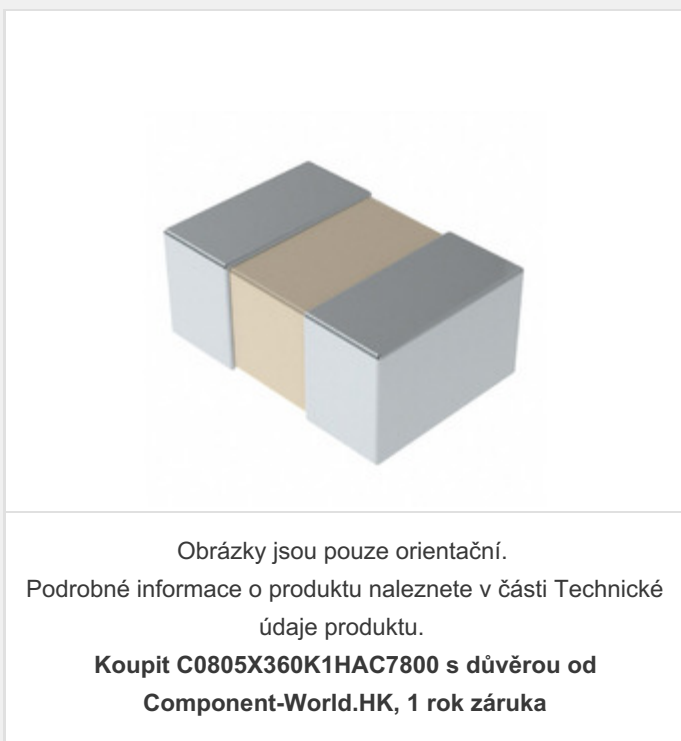 Obrázky jsou pouze orientační.
Podrobné informace o produktu naleznete v části Technické
údaje produktu.
Koupit C0805X360K1HAC7800 s důvěrou od
Component-World.HK, 1 rok záruka